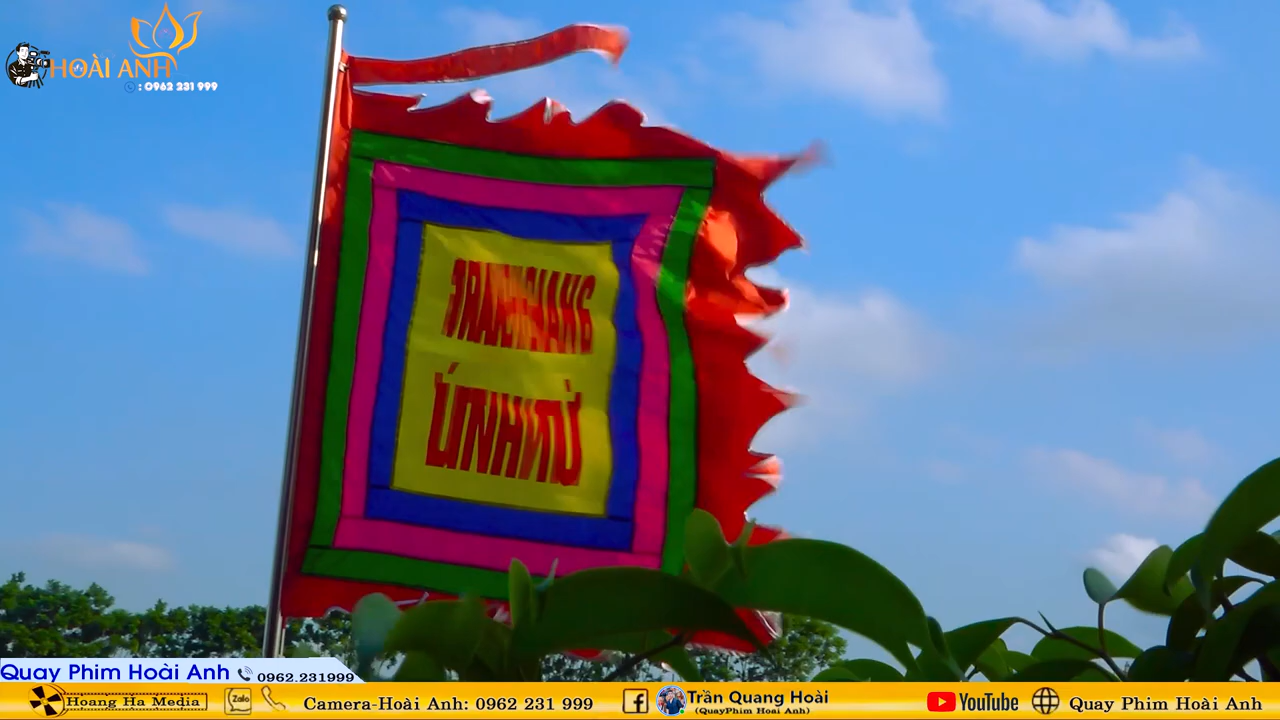 HOÀI ANH
: 0962 231 999
Quay Phim Hoài Anh 0962.231999
Hoang Ha Media Zalo Camera-Hoài Anh: 0962 231 999 Trần Quang Hoài YouTube Quay Phim Hoài Anh
(QuayPhim Hoai Anh)